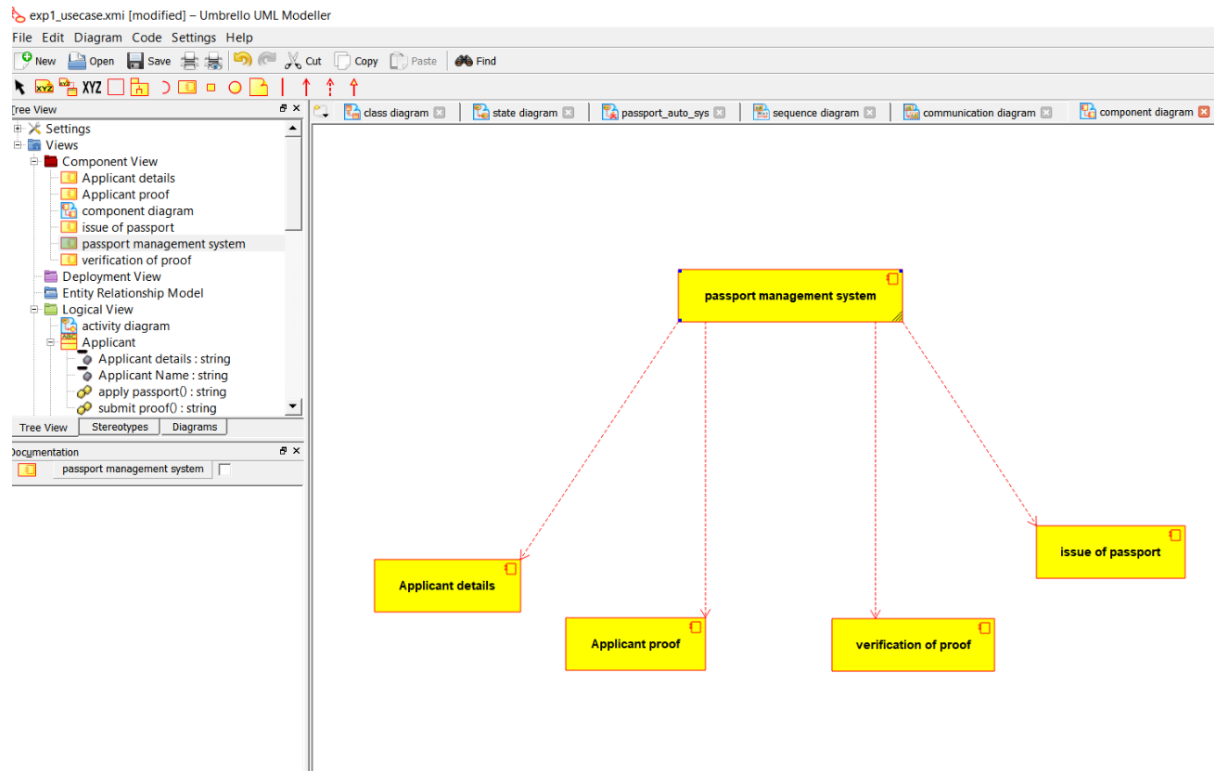 exp1_usecase.xmi [modified] – Umbrello UML Modeller
File Edit Diagram Code Settings Help
New Open Save Cut Copy Paste Find
XYZ XYZ
Tree View
class diagram state diagram passport_auto_sys sequence diagram communication diagram component diagram
Settings
Views
Component View
Applicant details
Applicant proof
component diagram
issue of passport
passport management system
verification of proof
Deployment View
Entity Relationship Model
Logical View
activity diagram
Applicant
Applicant details : string
Applicant Name : string
apply passport() : string
submit proof() : string
Tree View Stereotypes Diagrams
Documentation
passport management system
passport management system
issue of passport
Applicant details
Applicant proof
verification of proof